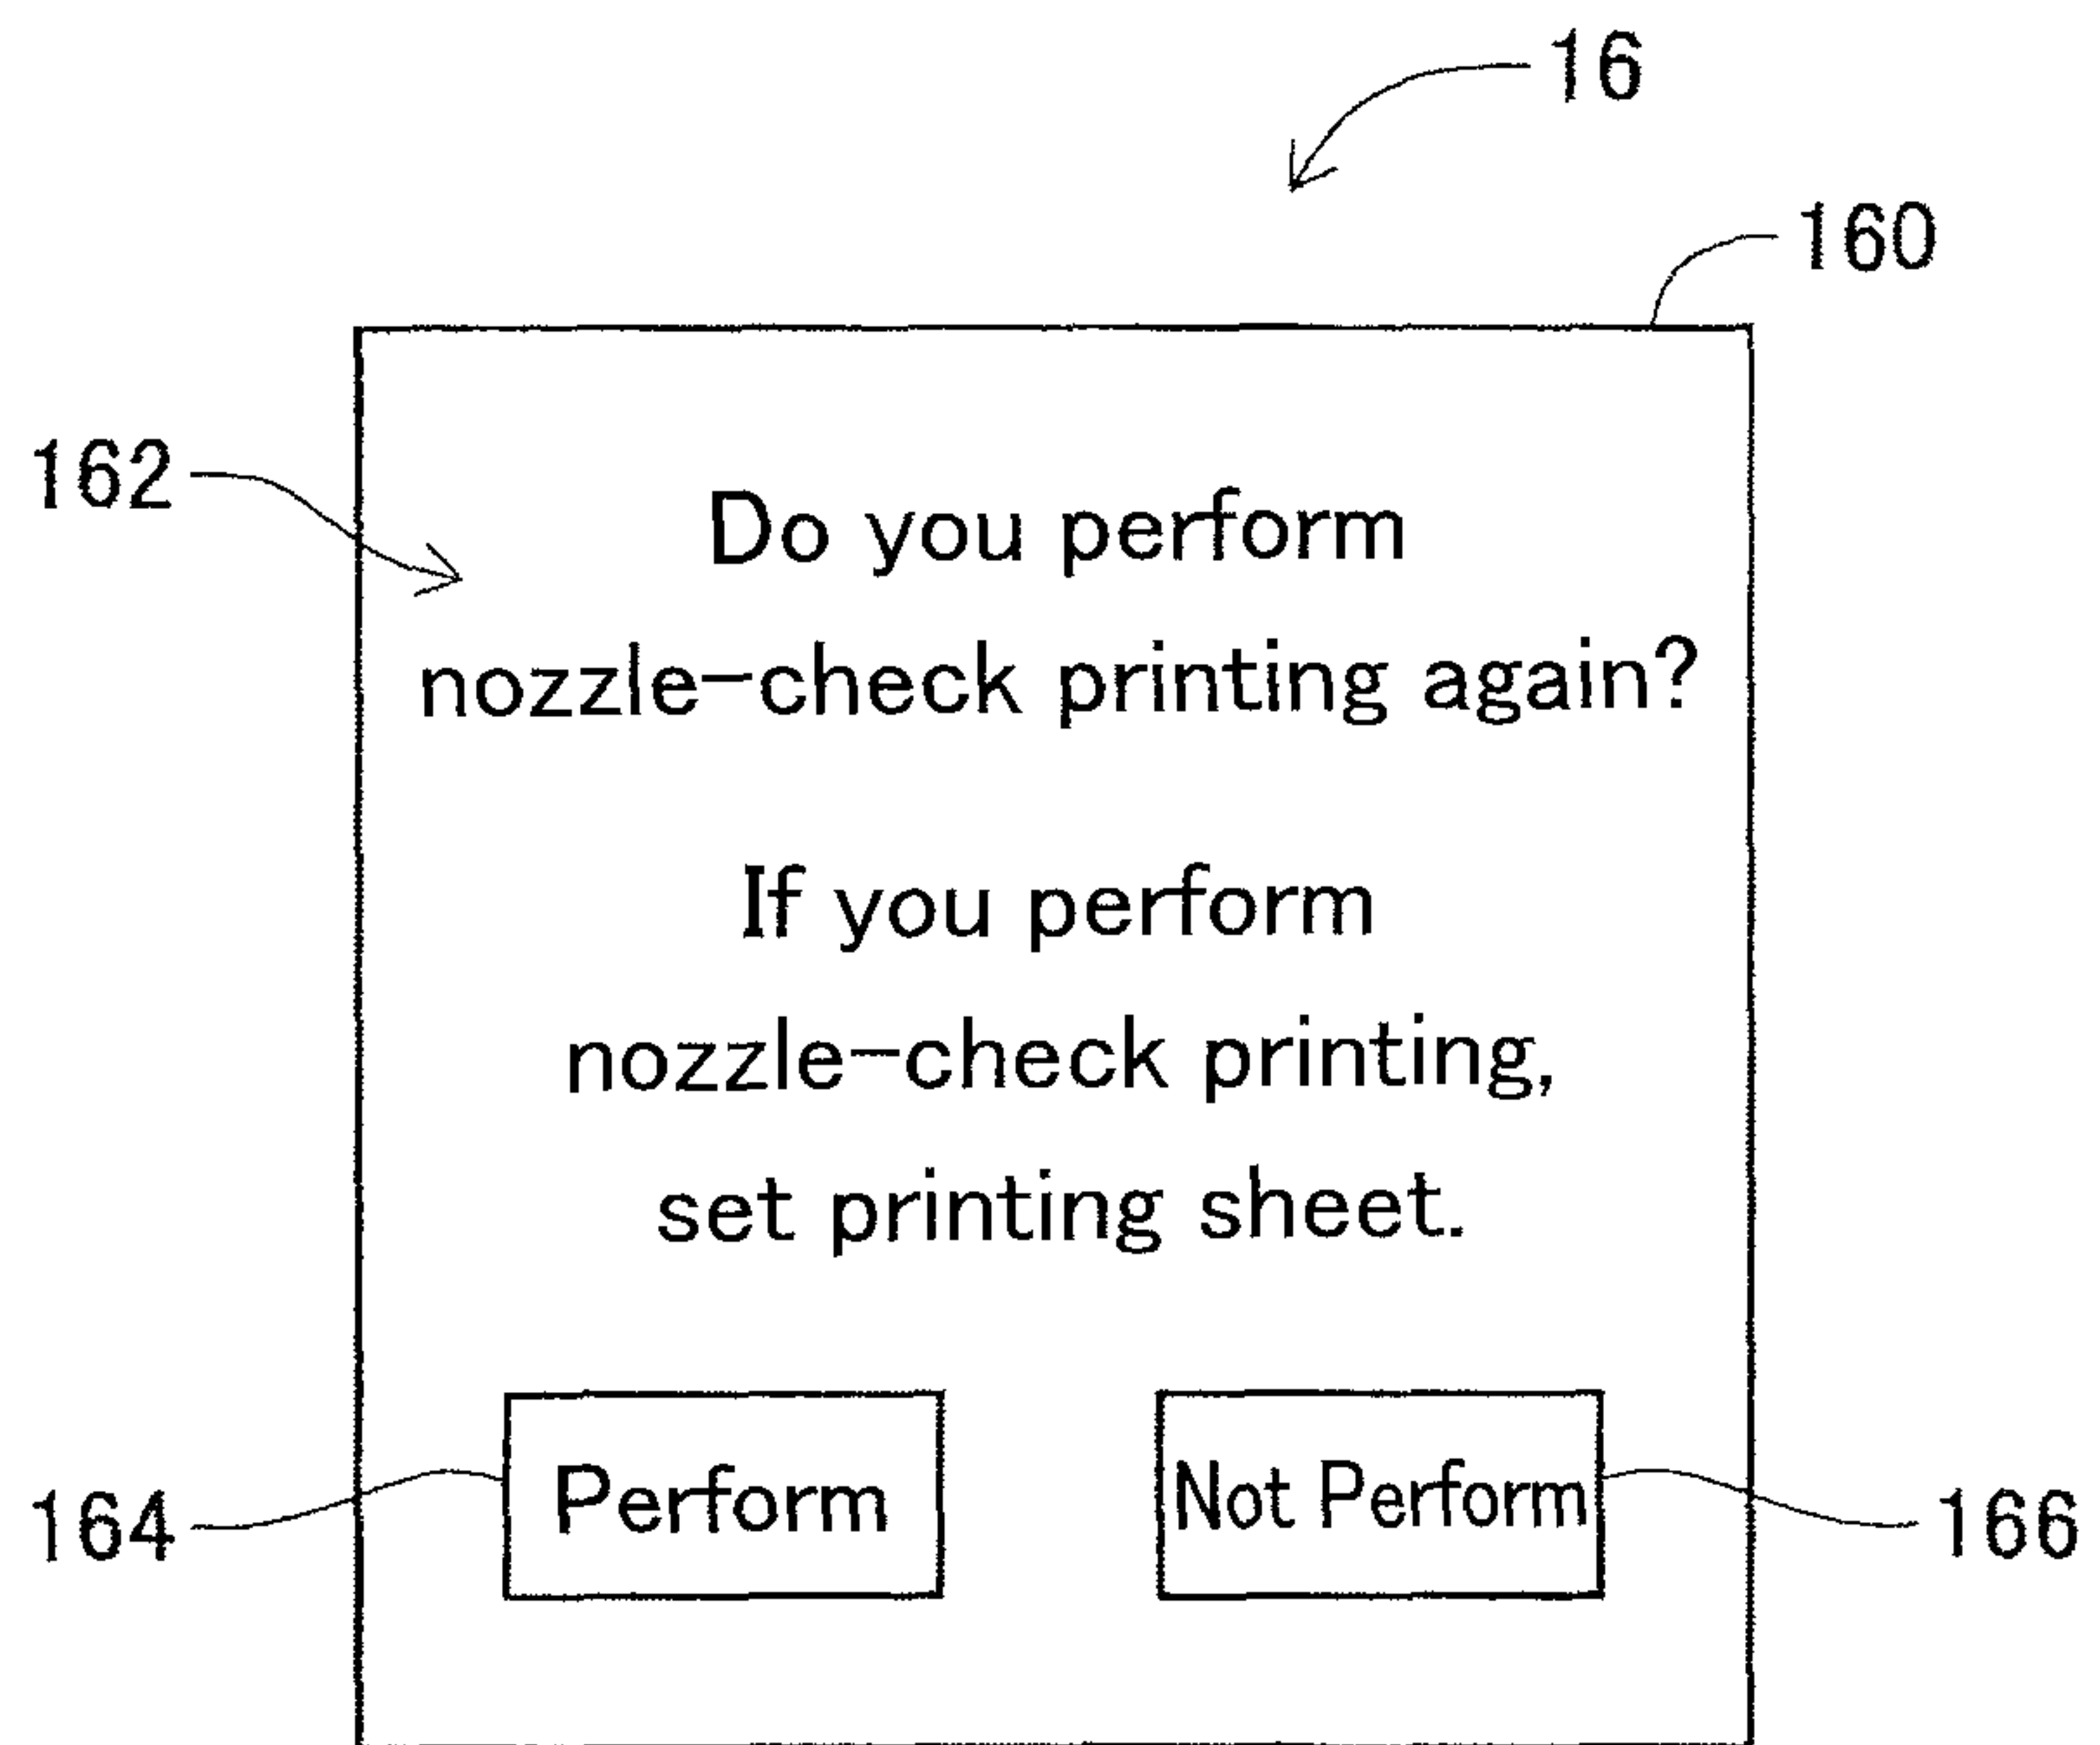 16
160
162
Do you perform
nozzle-check printing again?
If you perform
nozzle-check printing,
set printing sheet.
164
Perform
Not Perform
166